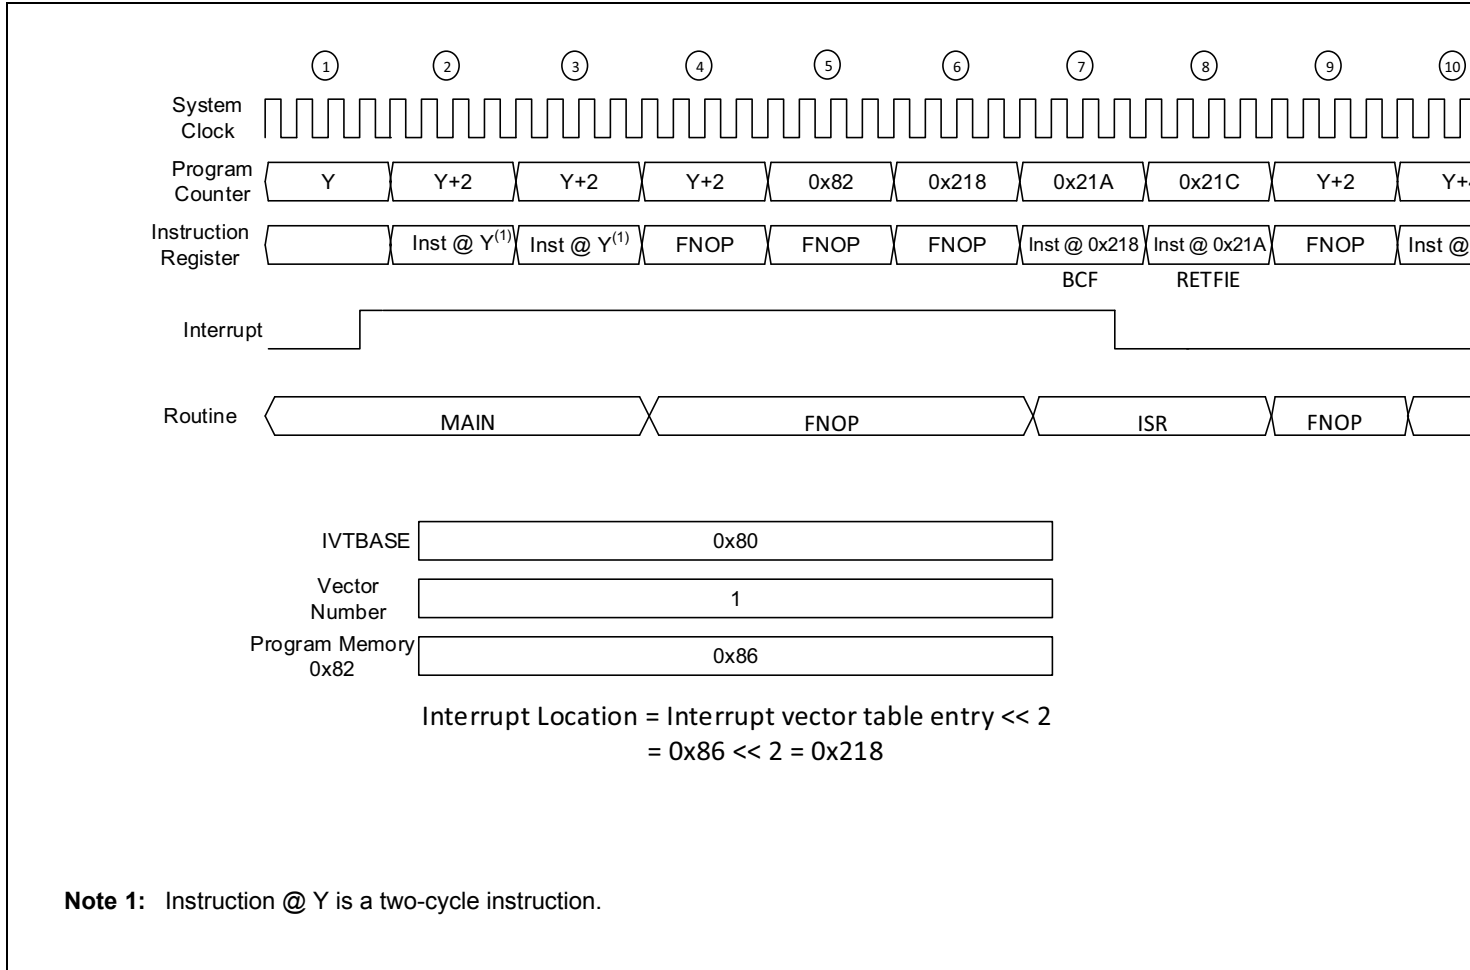 1 2 3 4 5 6 7 8 9 10
System Clock
Program Counter Y Y+2 Y+2 Y+2 0x82 0x218 0x21A 0x21C Y+2
Instruction Register Inst @ Y(1) Inst @ Y(1) FNOP FNOP FNOP Inst @ 0x218 Inst @ 0x21A FNOP Inst @
BCF RETFIE
Interrupt
Routine MAIN FNOP ISR FNOP
IVTBASE 0x80
Vector Number 1
Program Memory 0x82 0x86
Interrupt Location = Interrupt vector table entry << 2
= 0x86 << 2 = 0x218
Note 1: Instruction @ Y is a two-cycle instruction.